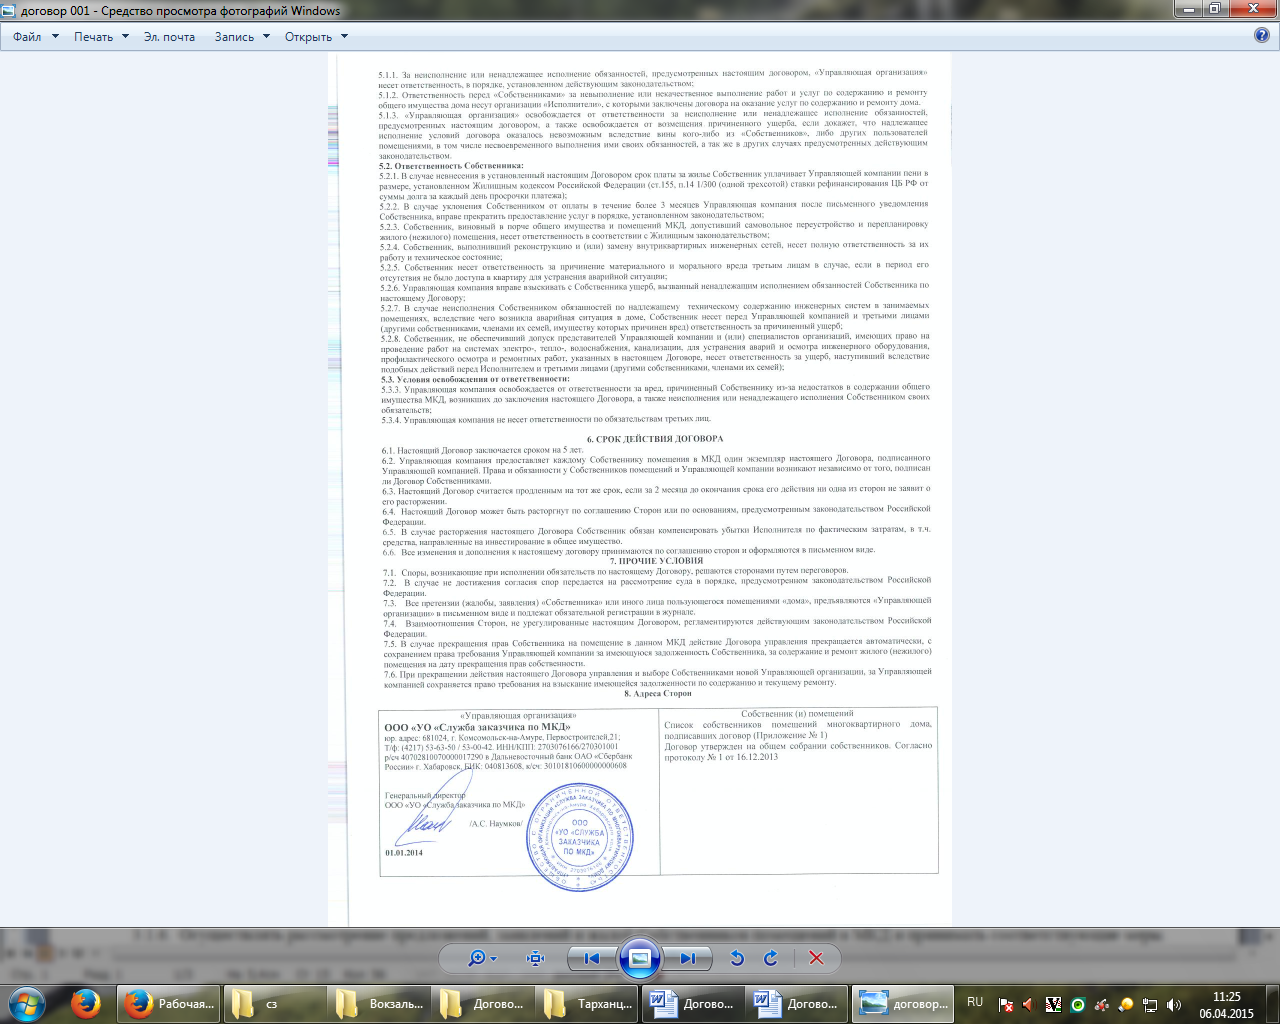 договор 001 - Средство просмотра фотографий Windows
Файл Печать Эл. почта Запись Открыть
5.1.1. За неисполнение или ненадлежащее исполнение обязанностей, предусмотренных настоящим договором, «Управляющая организация»
несет ответственность, в порядке, установленном действующим законодательством;
5.1.2. Ответственность перед «Собственниками» за невыполнение или некачественное выполнение работ и услуг по содержанию и ремонту
общего имущества дома несут организации «Исполнители», с которыми заключены договора на оказание услуг по содержанию и ремонту дома.
5.1.3. «Управляющая организация» освобождается от ответственности за неисполнение или ненадлежащее исполнение обязанностей,
предусмотренных настоящим договором, а также освобождается от возмещения причиненного ущерба, если докажет, что надлежащее
исполнение условий договора оказалось невозможным вследствие вины кого-либо из «Собственников», либо других пользователей
помещениями, в том числе несвоевременного выполнения ими своих обязанностей, а так же в других случаях предусмотренных действующим
законодательством.
5.2. Ответственность Собственника:
5.2.1. В случае невнесения в установленный настоящим Договором срок платы за жилье Собственник уплачивает Управляющей компании пени в
размере, установленном Жилищным кодексом Российской Федерации (ст.155, п.14 1/300 (одной трехсотой) ставки рефинансирования ЦБ РФ от
суммы долга за каждый день просрочки платежа);
5.2.2. В случае уклонения Собственником от оплаты в течение более 3 месяцев Управляющая компания после письменного уведомления
Собственника, вправе прекратить предоставление услуг в порядке, установленном законодательством;
5.2.3. Собственник, виновный в порче общего имущества и помещений МКД, допустивший самовольное переустройство и перепланировку
жилого (нежилого) помещения, несет ответственность в соответствии с Жилищным законодательством;
5.2.4. Собственник, выполнивший реконструкцию и (или) замену внутриквартирных инженерных сетей, несет полную ответственность за их
работу и техническое состояние;
5.2.5. Собственник несет ответственность за причинение материального и морального вреда третьим лицам в случае, если в период его
отсутствия не было доступа в квартиру для устранения аварийной ситуации;
5.2.6. Управляющая компания вправе взыскивать с Собственника ущерб, вызванный ненадлежащим исполнением обязанностей Собственника по
настоящему Договору;
5.2.7. В случае неисполнения Собственником обязанностей по надлежащему техническому содержанию инженерных систем в занимаемых
помещениях, вследствие чего возникла аварийная ситуация в доме, Собственник несет перед Управляющей компанией и третьими лицами
(другими собственниками, членами их семей, имуществу которых причинен вред) ответственность за причиненный ущерб;
5.2.8. Собственник, не обеспечивший допуск представителей Управляющей компании и (или) специалистов организаций, имеющих право на
проведение работ на системах электро-, тепло-, водоснабжения, канализации, для устранения аварий и осмотра инженерного оборудования,
профилактического осмотра и ремонтных работ, указанных в настоящем Договоре, несет ответственность за ущерб, наступивший вследствие
подобных действий перед Исполнителем и третьими лицами (другими собственниками, членами их семей);
5.3. Условия освобождения от ответственности:
5.3.3. Управляющая компания освобождается от ответственности за вред, причиненный Собственнику из-за недостатков в содержании общего
имущества МКД, возникших до заключения настоящего Договора, а также неисполнения или ненадлежащего исполнения Собственником своих
обязательств;
5.3.4. Управляющая компания не несет ответственности по обязательствам третьих лиц.
6. СРОК ДЕЙСТВИЯ ДОГОВОРА
6.1. Настоящий Договор заключается сроком на 5 лет.
6.2. Управляющая компания предоставляет каждому Собственнику помещения в МКД один экземпляр настоящего Договора, подписанного
Управляющей компанией. Права и обязанности у Собственников помещений и Управляющей компании возникают независимо от того, подписан
ли Договор Собственниками.
6.3. Настоящий Договор считается продленным на тот же срок, если за 2 месяца до окончания срока его действия ни одна из сторон не заявит о
его расторжении.
6.4. Настоящий Договор может быть расторгнут по соглашению Сторон или по основаниям, предусмотренным законодательством Российской
Федерации.
6.5. В случае расторжения настоящего Договора Собственник обязан компенсировать убытки Исполнителя по фактическим затратам, в т.ч.
средства, направленные на инвестирование в общее имущество.
6.6. Все изменения и дополнения к настоящему договору принимаются по соглашению сторон и оформляются в письменном виде.
7. ПРОЧИЕ УСЛОВИЯ
7.1. Споры, возникающие при исполнении обязательств по настоящему Договору, решаются сторонами путем переговоров.
7.2. В случае не достижения согласия спор передается на рассмотрение суда в порядке, предусмотренном законодательством Российской
Федерации.
7.3. Все претензии (жалобы, заявления) «Собственника» или иного лица пользующегося помещениями «дома», предъявляются «Управляющей
организации» в письменном виде и подлежат обязательной регистрации в журнале.
7.4. Взаимоотношения Сторон, не урегулированные настоящим Договором, регламентируются действующим законодательством Российской
Федерации.
7.5. В случае прекращения прав Собственника на помещение в данном МКД действие Договора управления прекращается автоматически, с
сохранением права требования Управляющей компании за имеющуюся задолженность Собственника, за содержание и ремонт жилого (нежилого)
помещения на дату прекращения прав собственности.
7.6. При прекращении действия настоящего Договора управления и выборе Собственниками новой Управляющей организации, за Управляющей
компанией сохраняется право требования на взыскание имеющейся задолженности по содержанию и текущему ремонту.
8. Адреса Сторон
«Управляющая организация»
ООО «УО «Служба заказчика по МКД»
юр. адрес: 681024, г. Комсомольск-на-Амуре, Первостроителей,21;
Т/ф: (4217) 53-63-50 / 53-00-42. ИНН/КПП: 2703076166/270301001
р/сч 40702810070000017290 в Дальневосточный банк ОАО «Сбербанк
России» г. Хабаровск, БИК: 040813608, к/сч: 30101810600000000608
Генеральный директор
ООО «УО «Служба заказчика по МКД»
/А.С. Наумков/
01.01.2014
ООО
«УО «СЛУЖБА
ЗАКАЗЧИКА
ПО МКД»
Собственник (и) помещений
Список собственников помещений многоквартирного дома,
подписавших договор (Приложение № 1)
Договор утвержден на общем собрании собственников. Согласно
протоколу № 1 от 16.12.2013
Рабочая... сз Вокзаль... Догово... Тарханц... Догово... Догово... договор... RU
11:25
06.04.2015